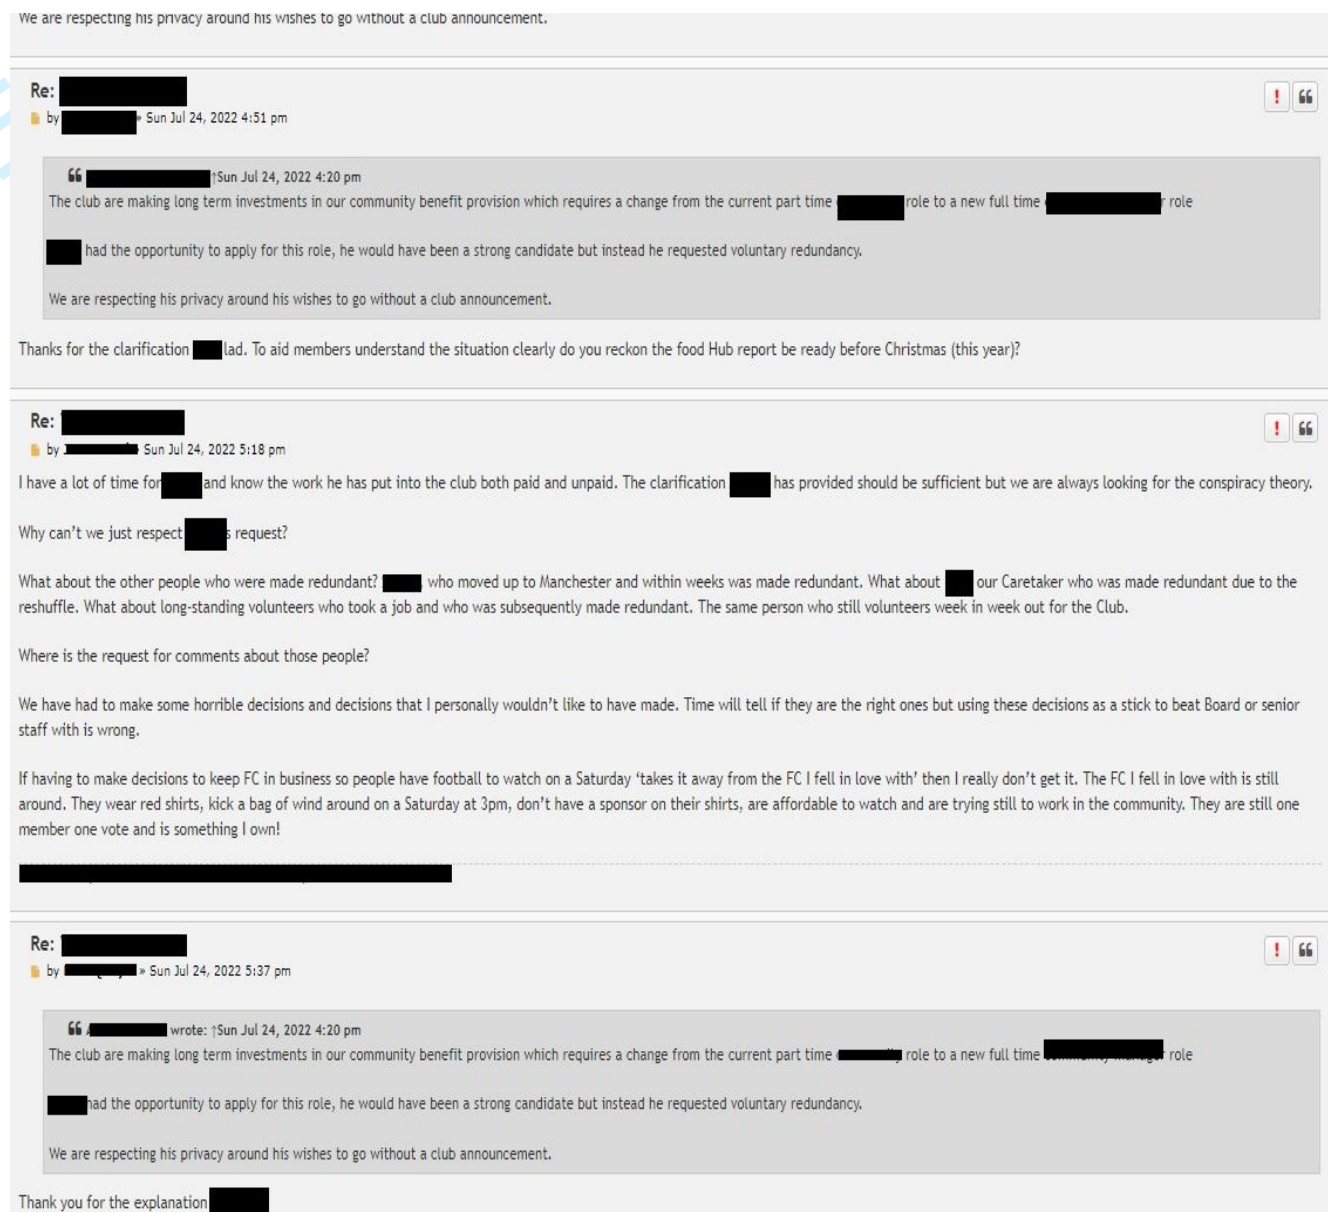 We are respecting his privacy around his wishes to go without a club announcement.
Re:
by » Sun Jul 24, 2022 4:51 pm
↑Sun Jul 24, 2022 4:20 pm
The club are making long term investments in our community benefit provision which requires a change from the current part time role to a new full time role
had the opportunity to apply for this role, he would have been a strong candidate but instead he requested voluntary redundancy.
We are respecting his privacy around his wishes to go without a club announcement.
Thanks for the clarification lad. To aid members understand the situation clearly do you reckon the food Hub report be ready before Christmas (this year)?
Re:
by Sun Jul 24, 2022 5:18 pm
I have a lot of time for and know the work he has put into the club both paid and unpaid. The clarification has provided should be sufficient but we are always looking for the conspiracy theory.
Why can't we just respect s request?
What about the other people who were made redundant? who moved up to Manchester and within weeks was made redundant. What about our Caretaker who was made redundant due to the
reshuffle. What about long-standing volunteers who took a job and who was subsequently made redundant. The same person who still volunteers week in week out for the Club.
Where is the request for comments about those people?
We have had to make some horrible decisions and decisions that I personally wouldn't like to have made. Time will tell if they are the right ones but using these decisions as a stick to beat Board or senior
staff with is wrong.
If having to make decisions to keep FC in business so people have football to watch on a Saturday 'takes it away from the FC I fell in love with' then I really don't get it. The FC I fell in love with is still
around. They wear red shirts, kick a bag of wind around on a Saturday at 3pm, don't have a sponsor on their shirts, are affordable to watch and are trying still to work in the community. They are still one
member one vote and is something I own!
Re:
by » Sun Jul 24, 2022 5:37 pm
wrote: ↑Sun Jul 24, 2022 4:20 pm
The club are making long term investments in our community benefit provision which requires a change from the current part time role to a new full time role
had the opportunity to apply for this role, he would have been a strong candidate but instead he requested voluntary redundancy.
We are respecting his privacy around his wishes to go without a club announcement.
Thank you for the explanation